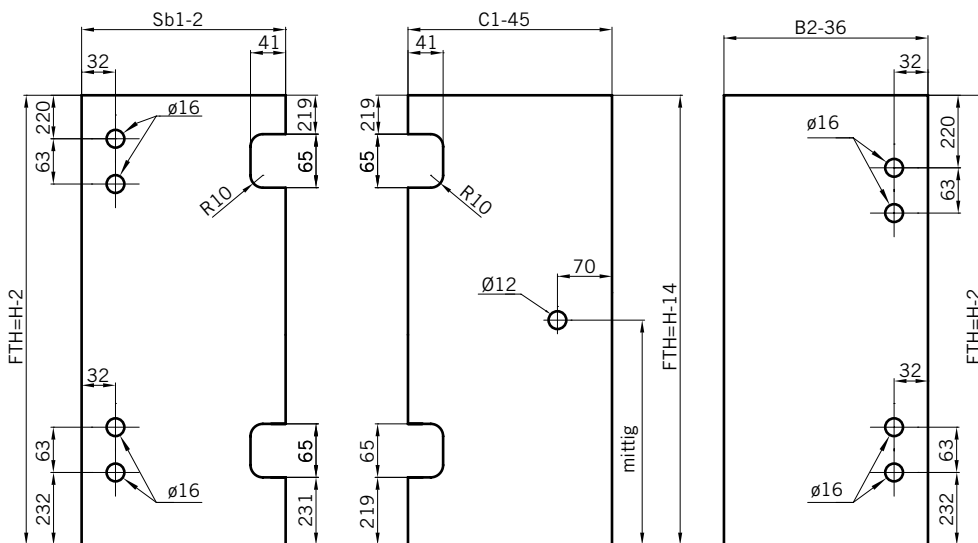 Sb1-2
C1-45
B2-36
41
41
32
32
220
ø16
219
219
220
ø16
63
65
65
63
R10
R10
70
Ø12
FTH=H-2
FTH=H-14
FTH=H-2
32
32
mittig
63
65
65
63
ø16
ø16
232
231
219
232